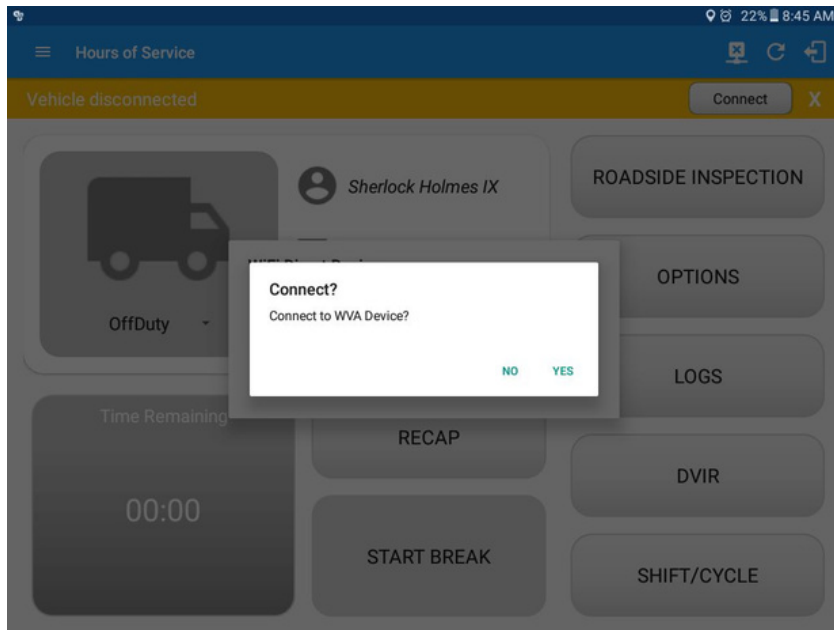 22% 8:45 AM
Hours of Service
Vehicle disconnected
Connect
X
Sherlock Holmes IX
OffDuty
ROADSIDE INSPECTION
OPTIONS
LOGS
DVIR
SHIFT/CYCLE
Connect?
Connect to WVA Device?
NO YES
Time Remaining
00:00
RECAP
START BREAK